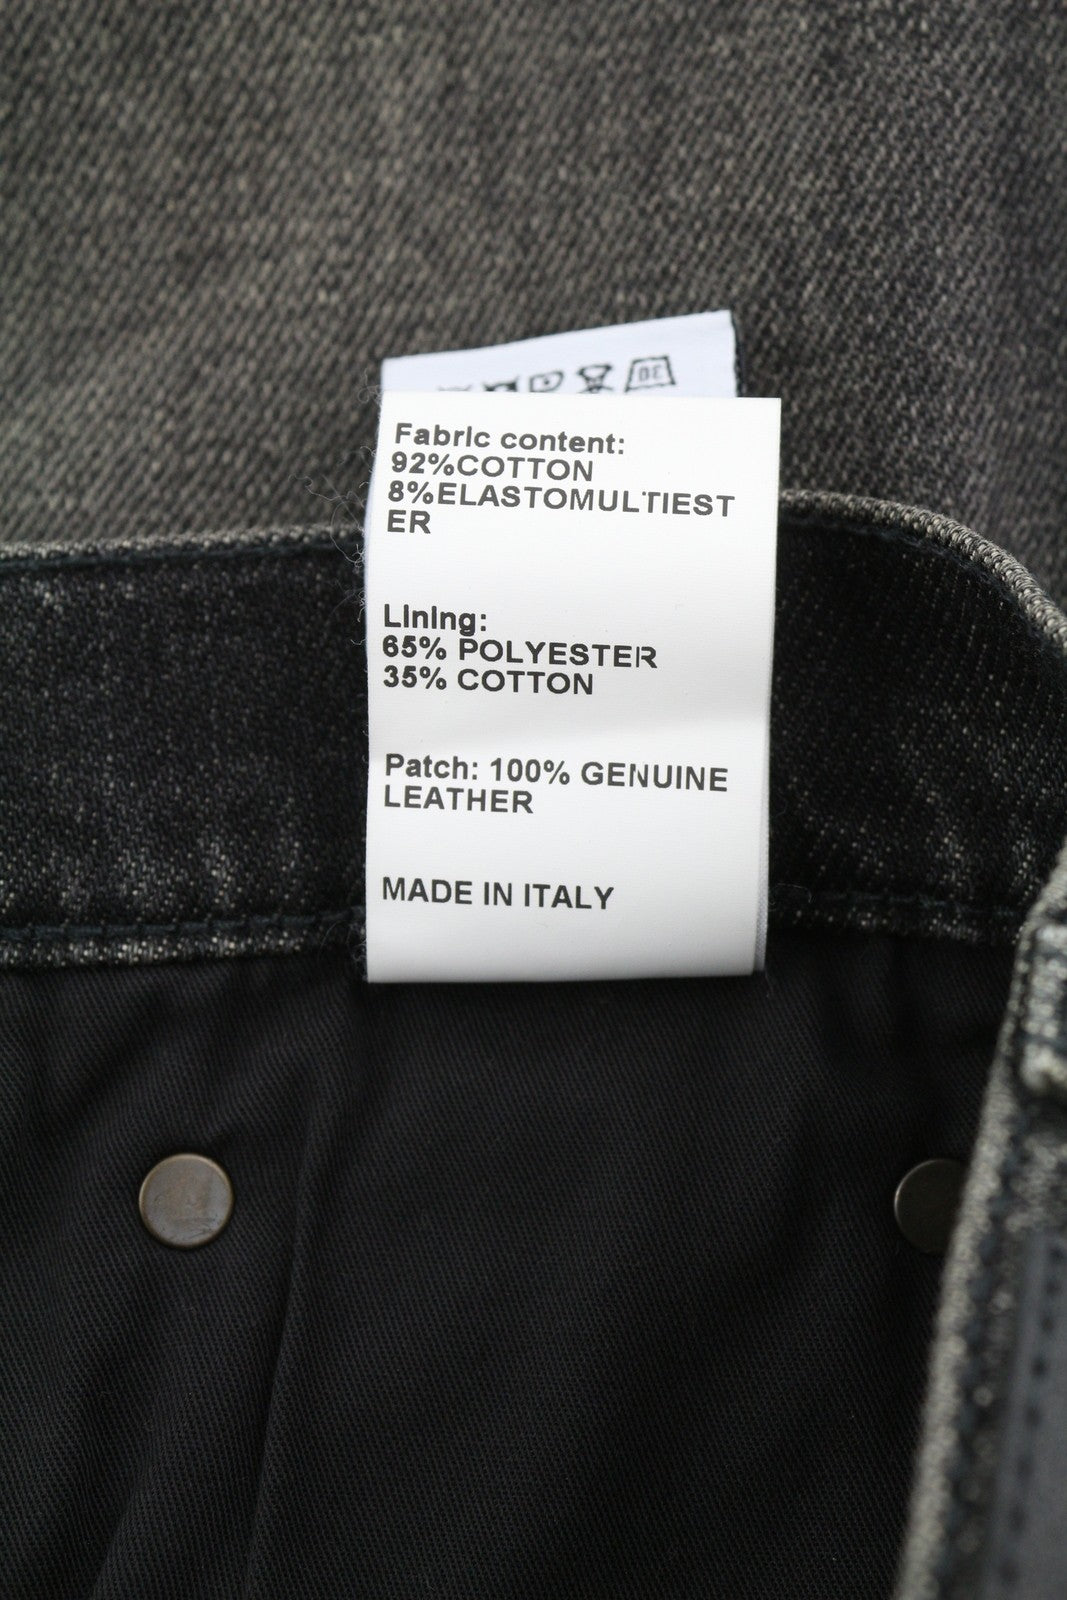 30
Fabric content:
92%COTTON
8%ELASTOMULTIEST
ER
Lining:
65% POLYESTER
35% COTTON
Patch: 100% GENUINE
LEATHER
MADE IN ITALY